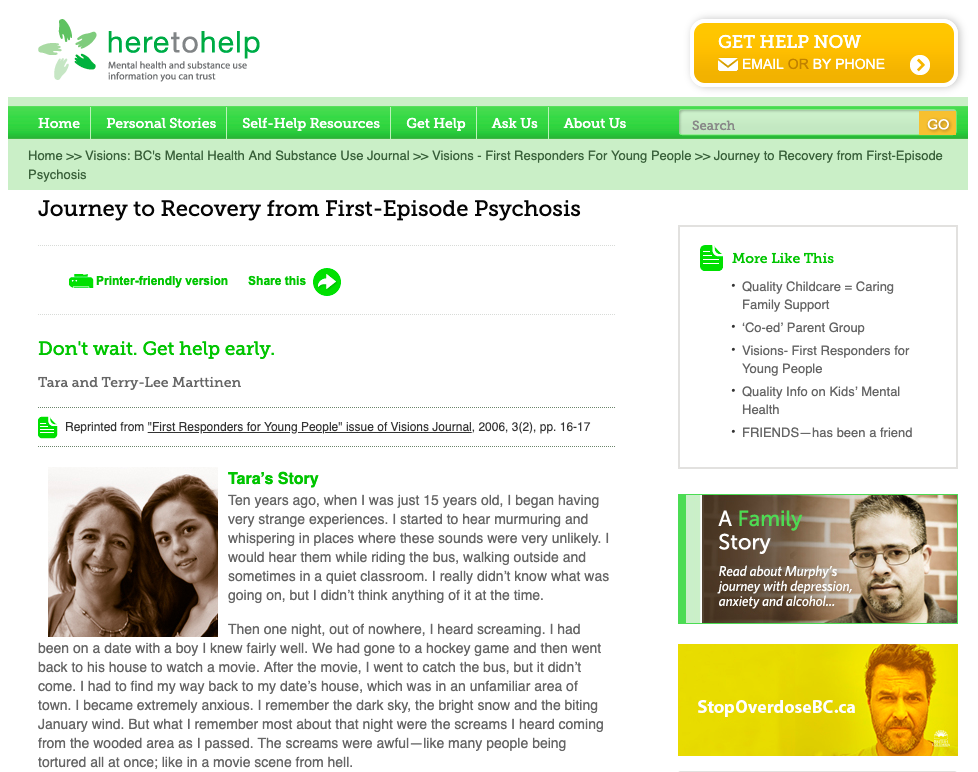 heretohelp
Mental health and substance use
information you can trust
GET HELP NOW
EMAIL OR BY PHONE
Home
Personal Stories
Self-Help Resources
Get Help
Ask Us
About Us
Search
GO
Home >> Visions: BC's Mental Health And Substance Use Journal >> Visions - First Responders For Young People >> Journey to Recovery from First-Episode
Psychosis
Journey to Recovery from First-Episode Psychosis
Printer-friendly version
Share this
Don't wait. Get help early.
Tara and Terry-Lee Marttinen
Reprinted from "First Responders for Young People" issue of Visions Journal, 2006, 3(2), pp. 16-17
Tara's Story
Ten years ago, when I was just 15 years old, I began having
very strange experiences. I started to hear murmuring and
whispering in places where these sounds were very unlikely. I
would hear them while riding the bus, walking outside and
sometimes in a quiet classroom. I really didn't know what was
going on, but I didn't think anything of it at the time.
Then one night, out of nowhere, I heard screaming. I had
been on a date with a boy I knew fairly well. We had gone to a hockey game and then went
back to his house to watch a movie. After the movie, I went to catch the bus, but it didn't
come. I had to find my way back to my date's house, which was in an unfamiliar area of
town. I became extremely anxious. I remember the dark sky, the bright snow and the biting
January wind. But what I remember most about that night were the screams I heard coming
from the wooded area as I passed. The screams were awful—like many people being
tortured all at once; like in a movie scene from hell.
More Like This
• Quality Childcare = Caring
Family Support
• 'Co-ed' Parent Group
• Visions- First Responders for
Young People
• Quality Info on Kids' Mental
Health
• FRIENDS—has been a friend
A Family
Story
Read about Murphy's
journey with depression,
anxiety and alcohol...
StopOverdoseBC.ca